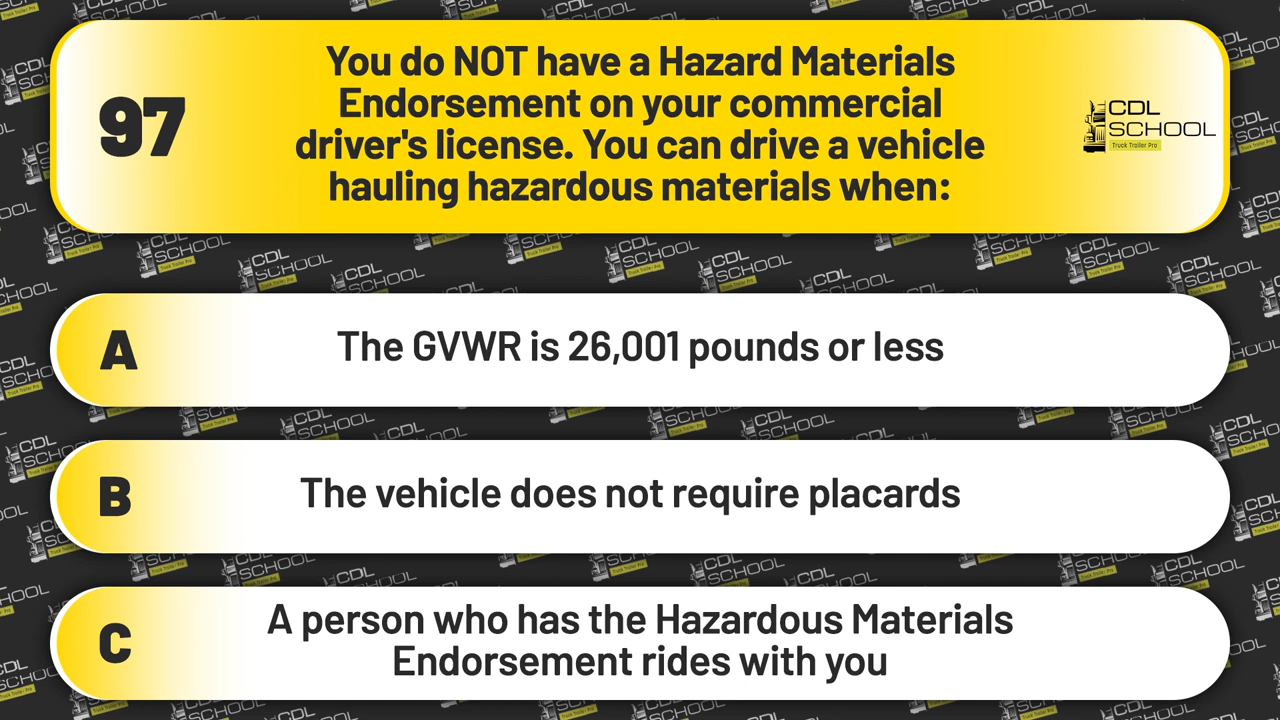 97
You do NOT have a Hazard Materials
Endorsement on your commercial
driver's license. You can drive a vehicle
hauling hazardous materials when:
CDL
SCHOOL
Truck Trailer Pro
A
The GVWR is 26,001 pounds or less
B
The vehicle does not require placards
C
A person who has the Hazardous Materials
Endorsement rides with you